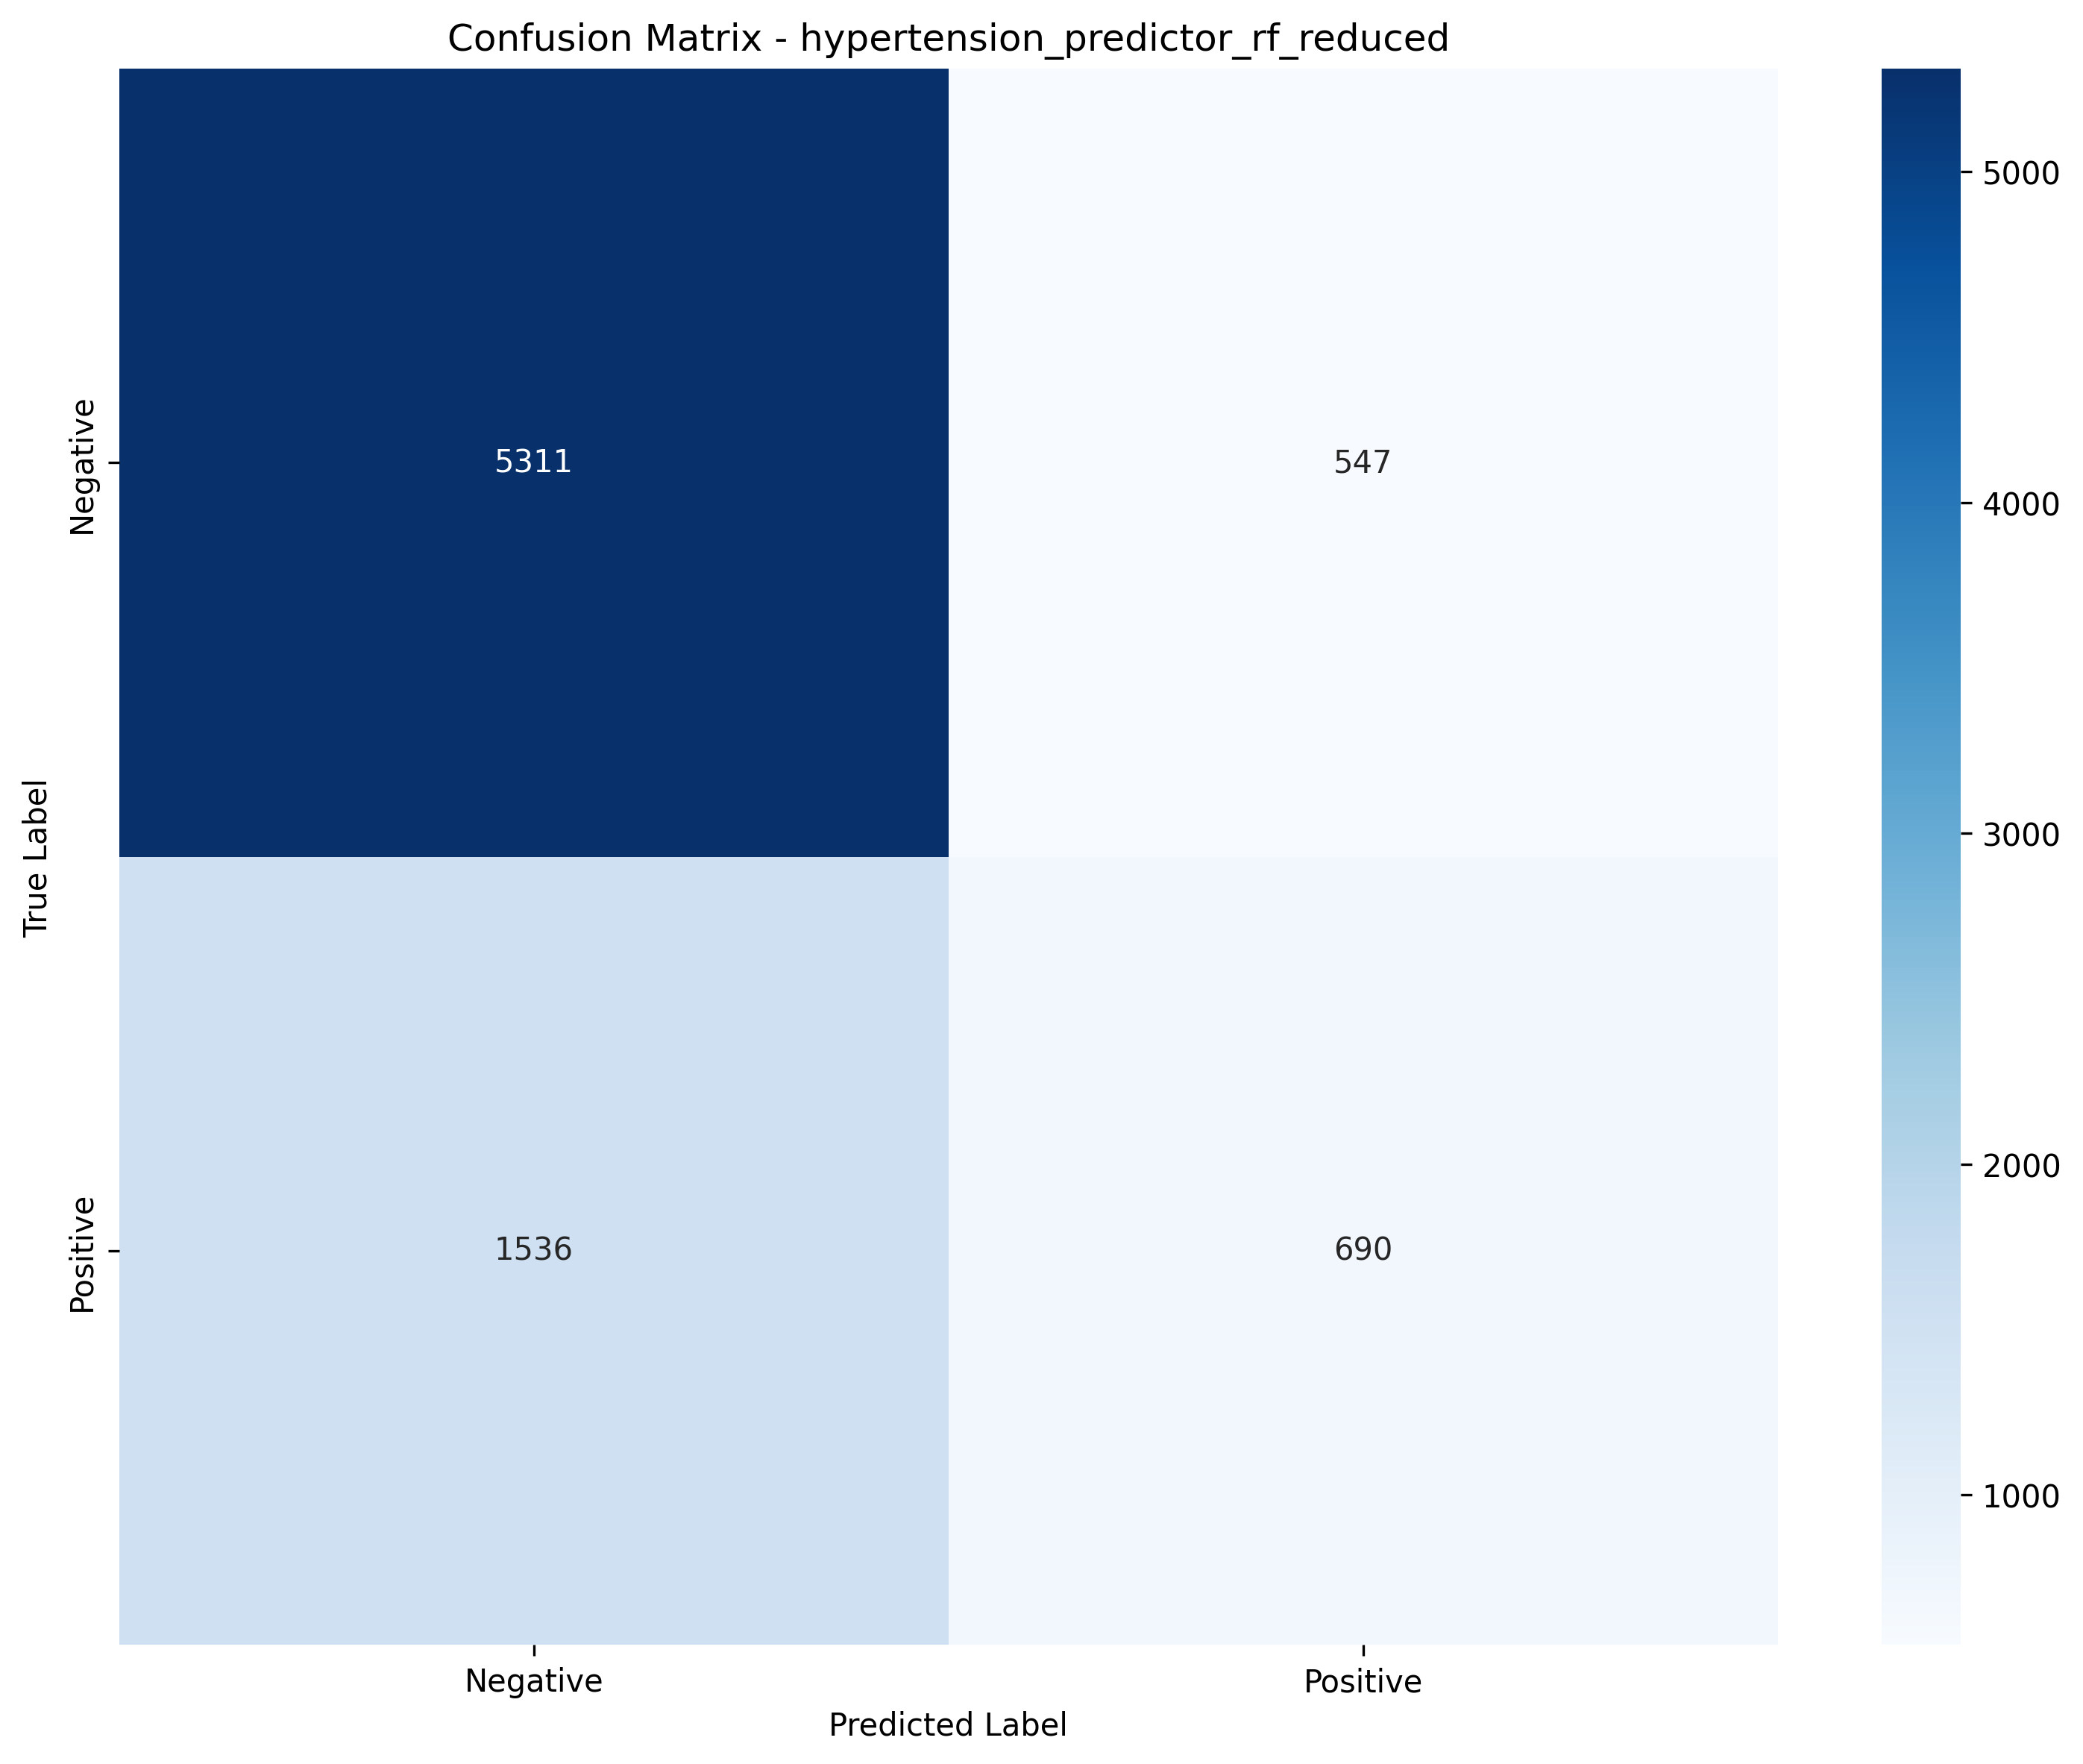 Confusion Matrix - hypertension_predictor_rf_reduced
True Label
Negative
5311
547
Positive
1536
690
Negative
Positive
Predicted Label
5000
4000
3000
2000
1000